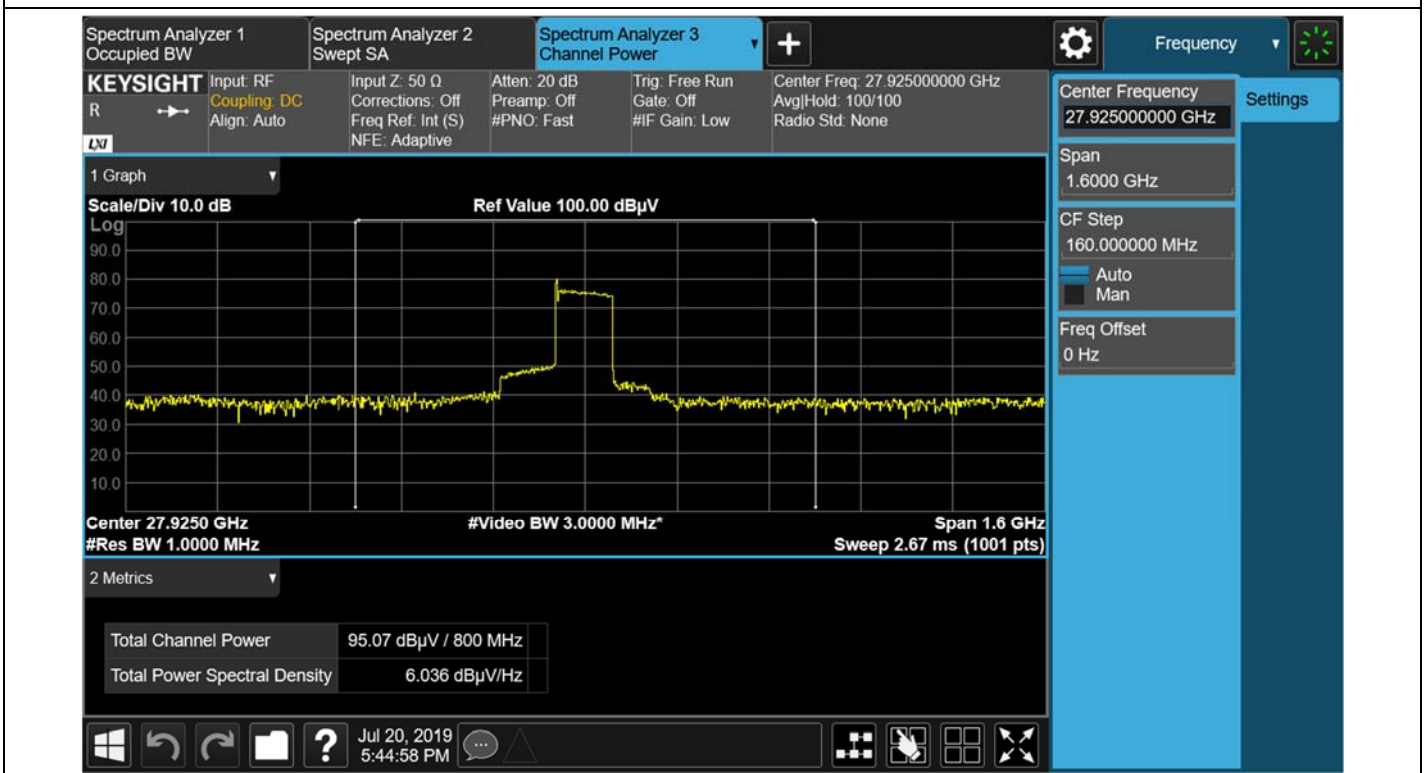 Spectrum Analyzer 1
Occupied BW
Spectrum Analyzer 2
Swept SA
Spectrum Analyzer 3
Channel Power
Frequency
KEYSIGHT
R
LXI
Input: RF
Coupling: DC
Align: Auto
Input Z: 50 Ω
Corrections: Off
Freq Ref: Int (S)
NFE: Adaptive
Atten: 20 dB
Preamp: Off
#PNO: Fast
Trig: Free Run
Gate: Off
#IF Gain: Low
Center Freq: 27.925000000 GHz
Avg|Hold: 100/100
Radio Std: None
Center Frequency
27.925000000 GHz
Settings
Span
1.6000 GHz
CF Step
160.000000 MHz
Auto
Man
Freq Offset
0 Hz
1 Graph
Scale/Div 10.0 dB
Ref Value 100.00 dBµV
Log
90.0
80.0
70.0
60.0
50.0
40.0
30.0
20.0
10.0
Center 27.9250 GHz
#Video BW 3.0000 MHz*
Span 1.6 GHz
#Res BW 1.0000 MHz
Sweep 2.67 ms (1001 pts)
2 Metrics
Total Channel Power 95.07 dBµV / 800 MHz
Total Power Spectral Density 6.036 dBµV/Hz
?
Jul 20, 2019
5:44:58 PM